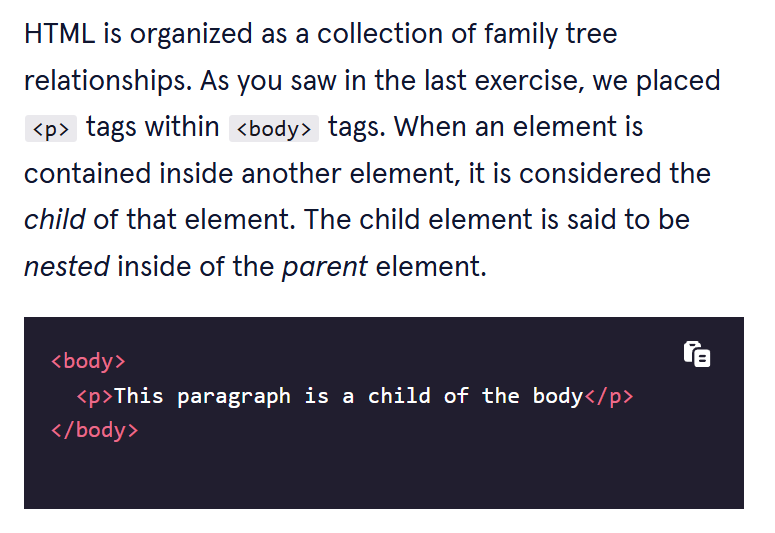 HTML is organized as a collection of family tree
relationships. As you saw in the last exercise, we placed
<p> tags within <body> tags. When an element is
contained inside another element, it is considered the
child of that element. The child element is said to be
nested inside of the parent element.
<body>
  <p>This paragraph is a child of the body</p>
</body>